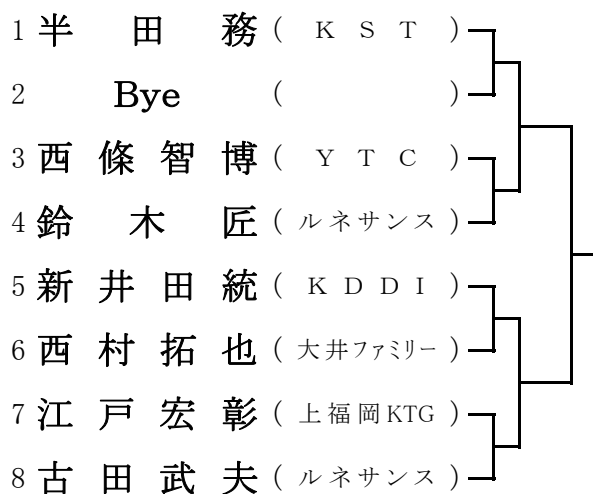 1 半田務 ( KST )
2 Bye ( )
3 西條智博 ( YTC )
4 鈴木匠 ( ルネサンス )
5 新井田統 ( KDDI )
6 西村拓也 ( 大井ファミリー )
7 江戸宏彰 ( 上福岡KTG )
8 古田武夫 ( ルネサンス )